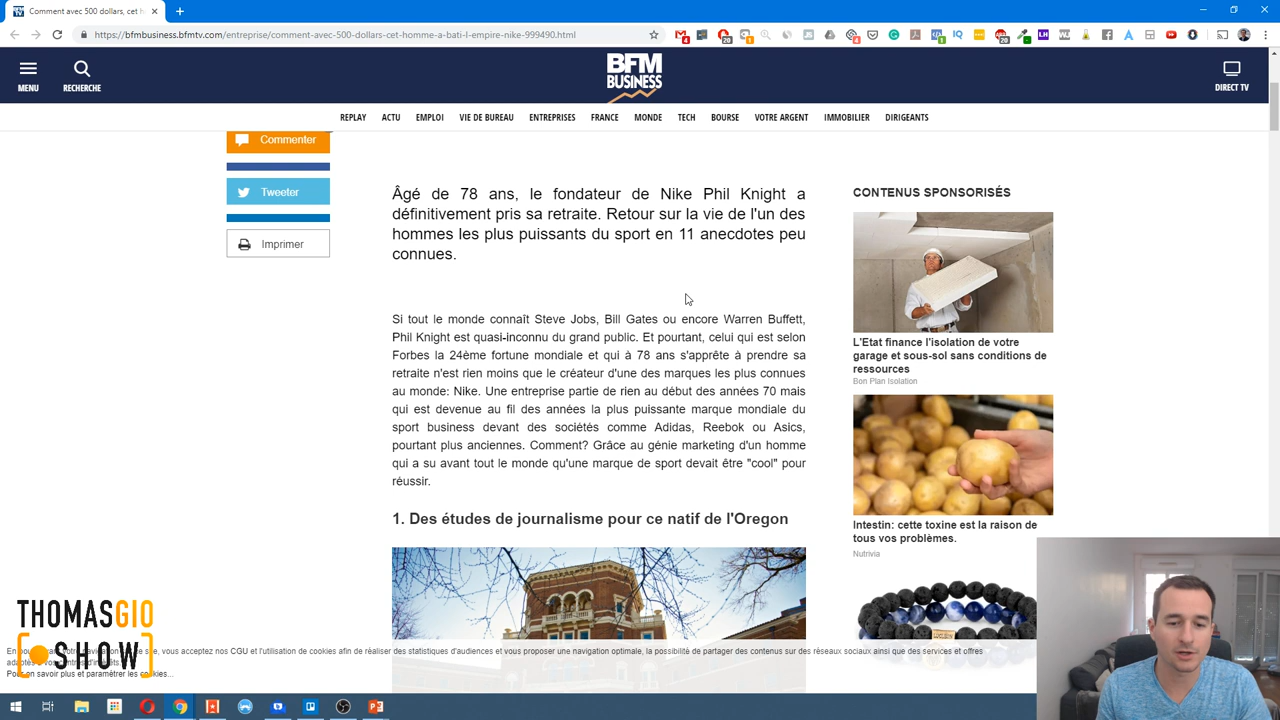 Comment avec 500 dollars, cet h
https://bfmbusiness.bfmtv.com/entreprise/comment-avec-500-dollars-cet-homme-a-bati-l-empire-nike-999490.html
MENU
RECHERCHE
BFM
BUSINESS
DIRECT TV
REPLAY ACTU EMPLOI VIE DE BUREAU ENTREPRISES FRANCE MONDE TECH BOURSE VOTRE ARGENT IMMOBILIER DIRIGEANTS
Commenter
Tweeter
Imprimer
Âgé de 78 ans, le fondateur de Nike Phil Knight a
définitivement pris sa retraite. Retour sur la vie de l'un des
hommes les plus puissants du sport en 11 anecdotes peu
connues.
Si tout le monde connaît Steve Jobs, Bill Gates ou encore Warren Buffett,
Phil Knight est quasi-inconnu du grand public. Et pourtant, celui qui est selon
Forbes la 24ème fortune mondiale et qui à 78 ans s'apprête à prendre sa
retraite n'est rien moins que le créateur d'une des marques les plus connues
au monde: Nike. Une entreprise partie de rien au début des années 70 mais
qui est devenue au fil des années la plus puissante marque mondiale du
sport business devant des sociétés comme Adidas, Reebok ou Asics,
pourtant plus anciennes. Comment? Grâce au génie marketing d'un homme
qui a su avant tout le monde qu'une marque de sport devait être "cool" pour
réussir.
1. Des études de journalisme pour ce natif de l'Oregon
CONTENUS SPONSORISÉS
L'Etat finance l'isolation de votre
garage et sous-sol sans conditions de
ressources
Bon Plan Isolation
Intestin: cette toxine est la raison de
tous vos problèmes.
Nutrivia
THOMASGIO
SHOW
vous acceptez nos CGU et l'utilisation de cookies afin de réaliser des statistiques d'audiences et vous proposer une navigation optimale, la possibilité de partager des contenus sur des réseaux sociaux ainsi que des services et offres
Pour en savoir plus et paramétrer les cookies...